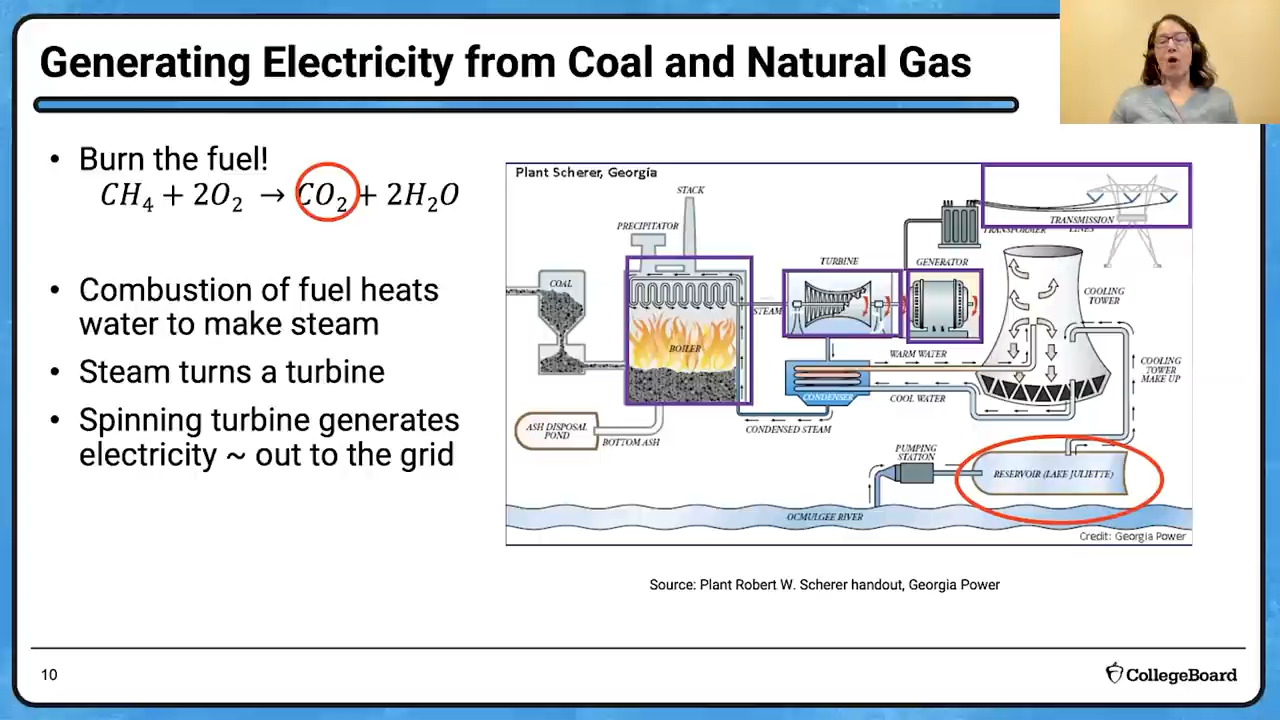 Generating Electricity from Coal and Natural Gas
• Burn the fuel!
CH₄ + 2O₂ → CO₂ + 2H₂O
• Combustion of fuel heats
water to make steam
• Steam turns a turbine
• Spinning turbine generates
electricity ~ out to the grid
Plant Scherer, Georgia
STACK
PRECIPITATOR
COAL
BOILER
STEAM
TURBINE
GENERATOR
TRANSFORMER
TRANSMISSION
LINES
COOLING
TOWER
WARM WATER
COOL WATER
CONDENSER
CONDENSED STEAM
COOLING
TOWER
MAKE UP
ASH DISPOSAL
POND
BOTTOM ASH
PUMPING
STATION
RESERVOIR (LAKE JULIETTE)
OCMULGEE RIVER
Credit: Georgia Power
Source: Plant Robert W. Scherer handout, Georgia Power
10
CollegeBoard